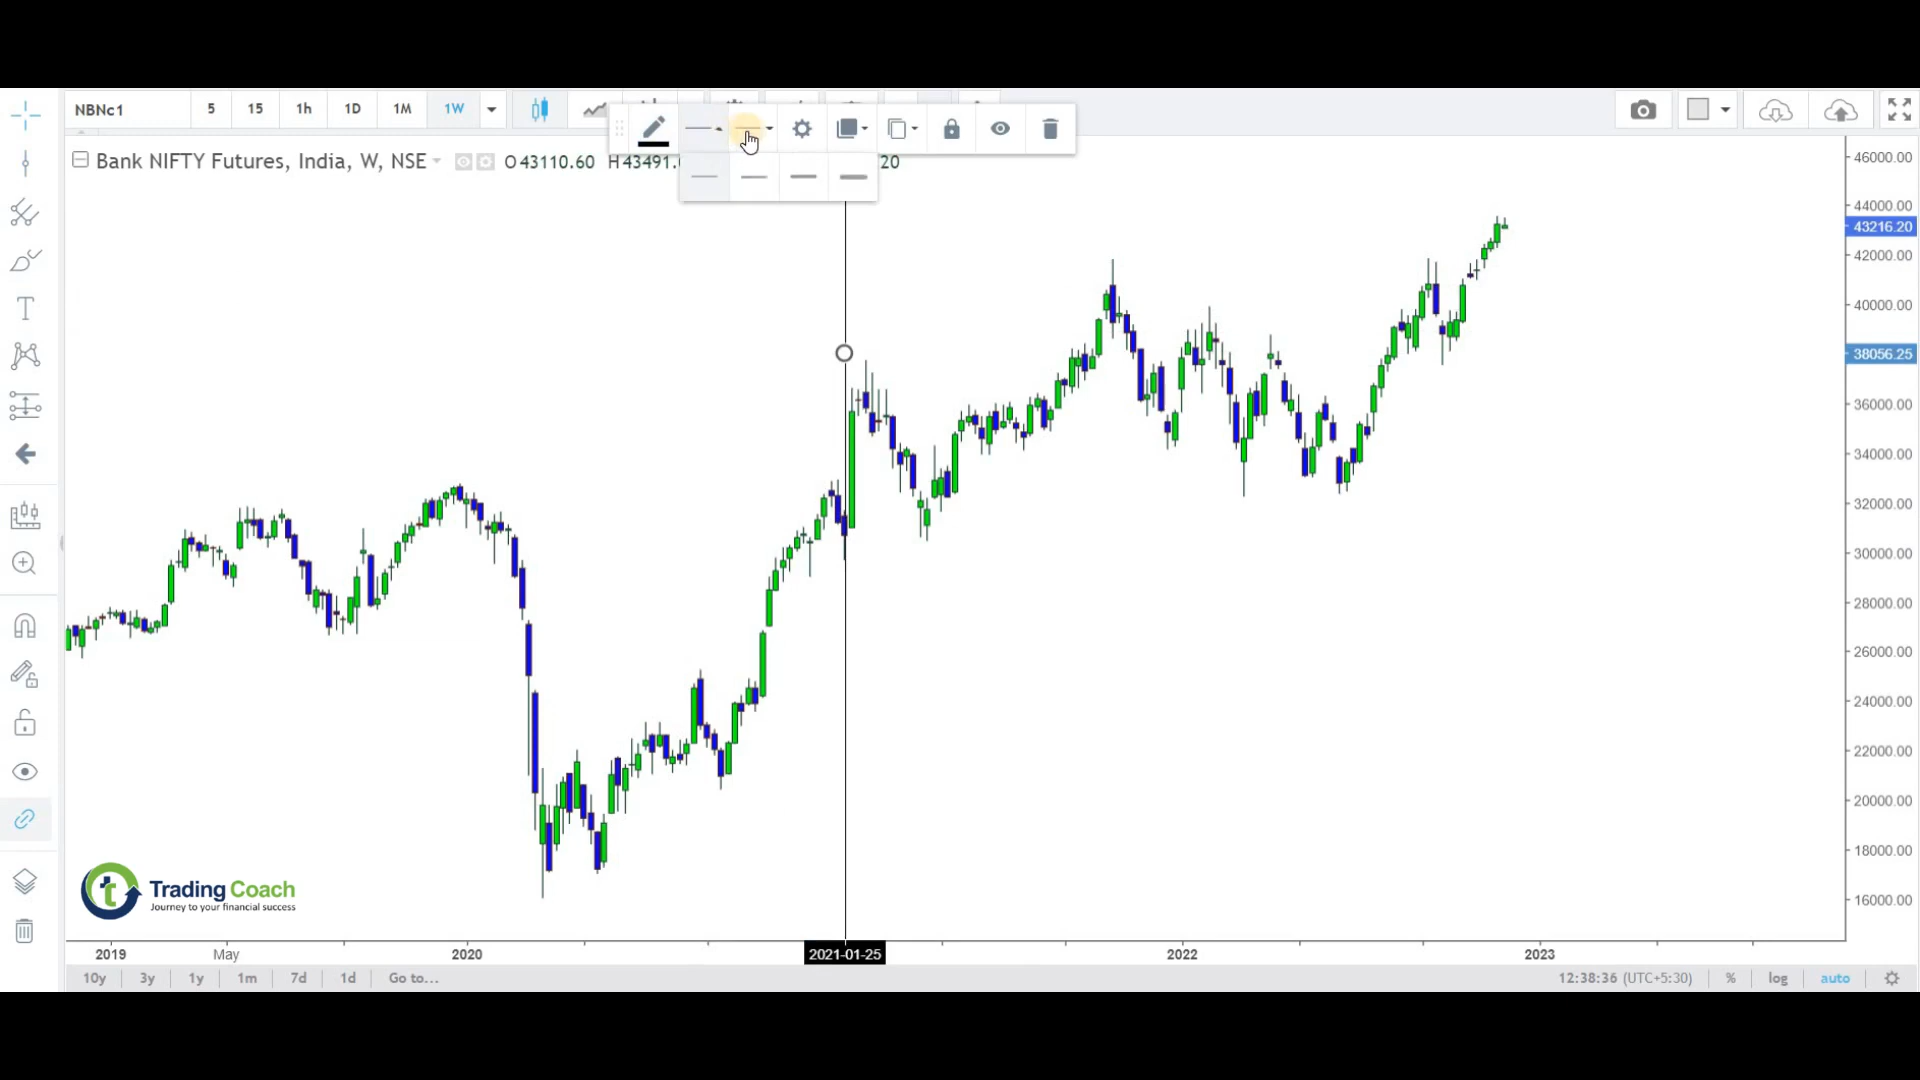 NBNc1 5 15 1h 1D 1M 1W
Bank NIFTY Futures, India, W, NSE O 43110.60 H 43491. 20
46000.00
44000.00
43216.20
42000.00
40000.00
38056.25
36000.00
34000.00
32000.00
30000.00
28000.00
26000.00
24000.00
22000.00
20000.00
18000.00
16000.00
Trading Coach
Journey to your financial success
2019 May 2020 2021-01-25 2022 2023
10y 3y 1y 1m 7d 1d Go to... 12:38:36 (UTC+5:30) % log auto